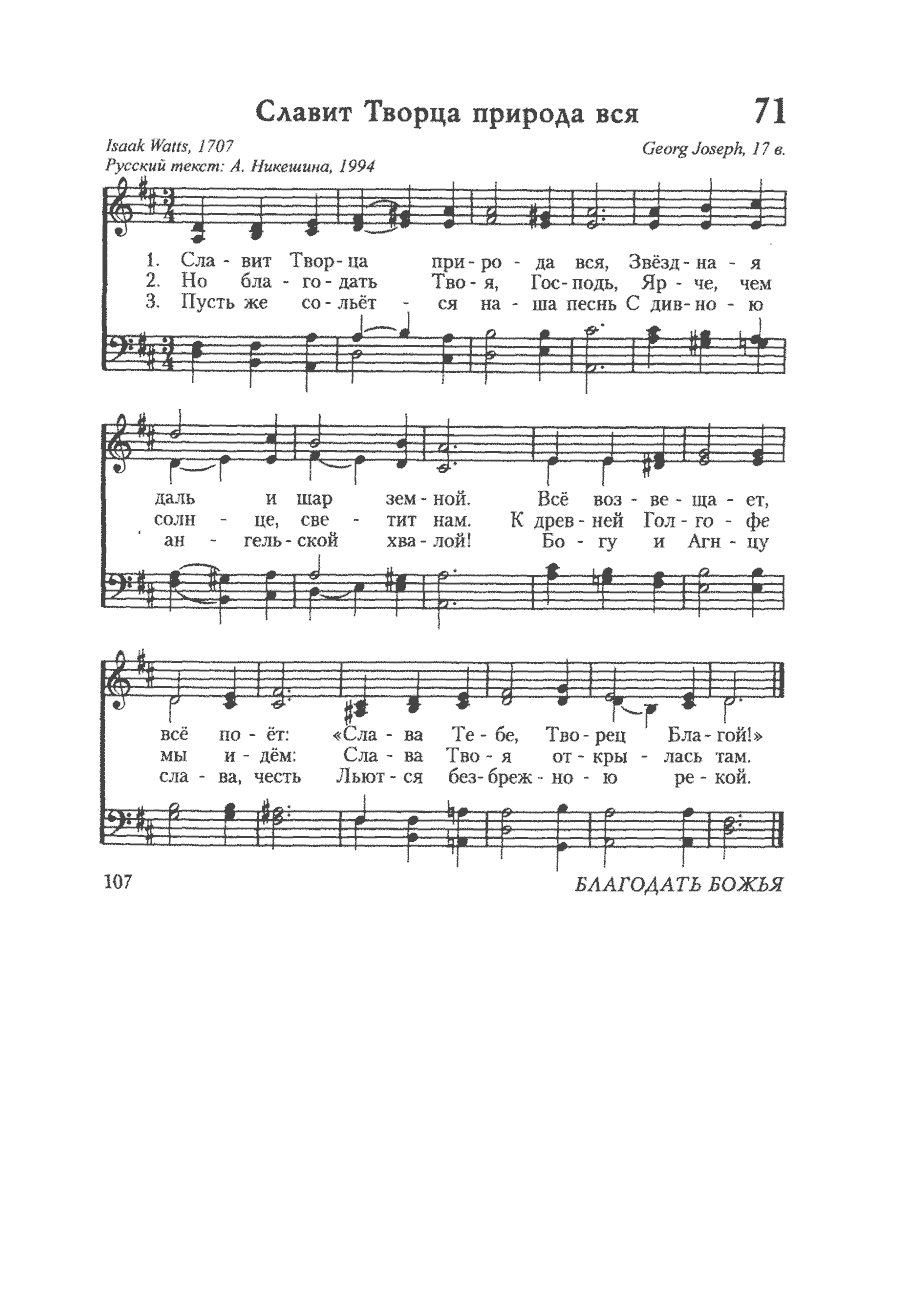 Славит Творца природа вся 71
Isaak Watts, 1707 Georg Joseph, 17 в.
Русский текст: А. Никешина, 1994
3 4
1. Сла - вит Твор - ца при - ро - да вся, Звёзд - на - я
2. Но бла - го - дать Тво - я, Гос - подь, Яр - че, чем
3. Пусть же со - льёт - ся на - ша песнь С див - но - ю
3 4
даль и шар зем - ной. Всё воз - ве - ща - ет,
солн - це, све - тит нам. К древ - ней Гол - го - фе
ан - гель - ской хва - лой! Бо - гу и Агн - цу
всё по - ёт: «Сла - ва Те - бе, Тво - рец Бла - гой!»
мы и - дём: Сла - ва Тво - я от - кры - лась там.
сла - ва, честь Льют - ся без - бреж - но - ю ре - кой.
107 БЛАГОДАТЬ БОЖЬЯ